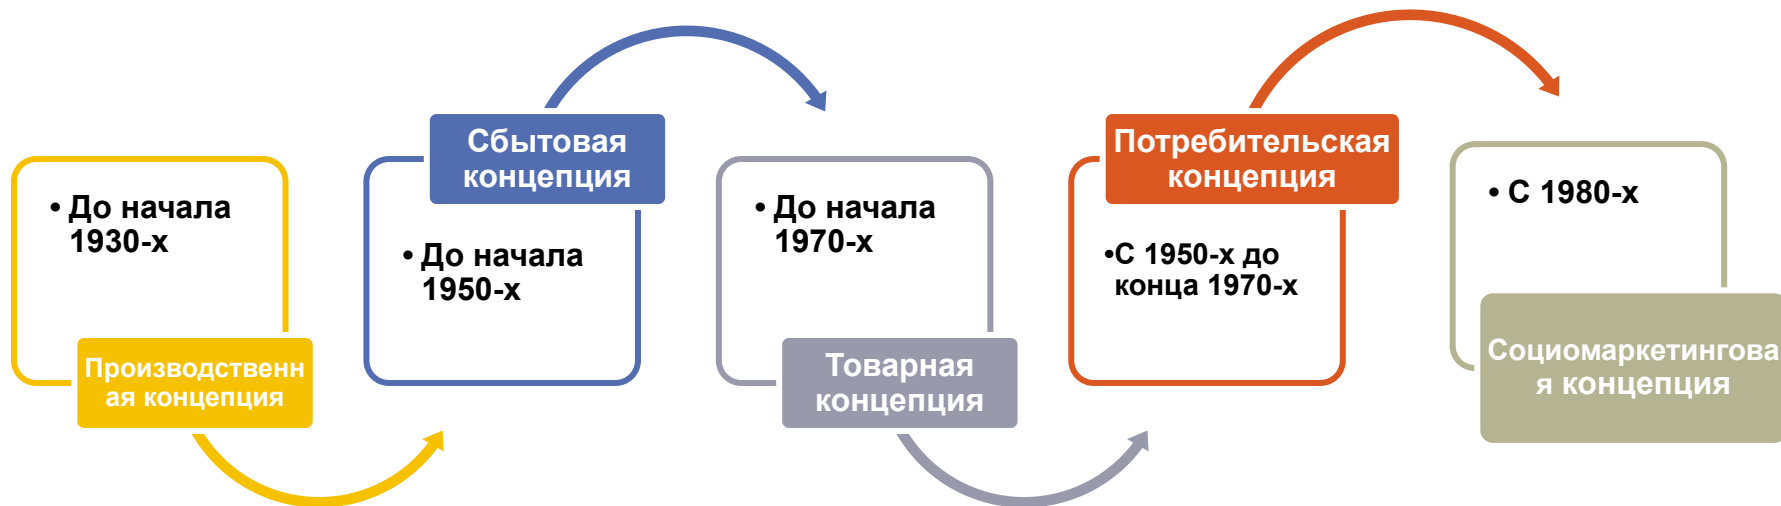 • До начала
1930-х
Производственн
ая концепция
Сбытовая
концепция
• До начала
1950-х
• До начала
1970-х
Товарная
концепция
Потребительская
концепция
•С 1950-х до
конца 1970-х
• С 1980-х
Социомаркетингова
я концепция